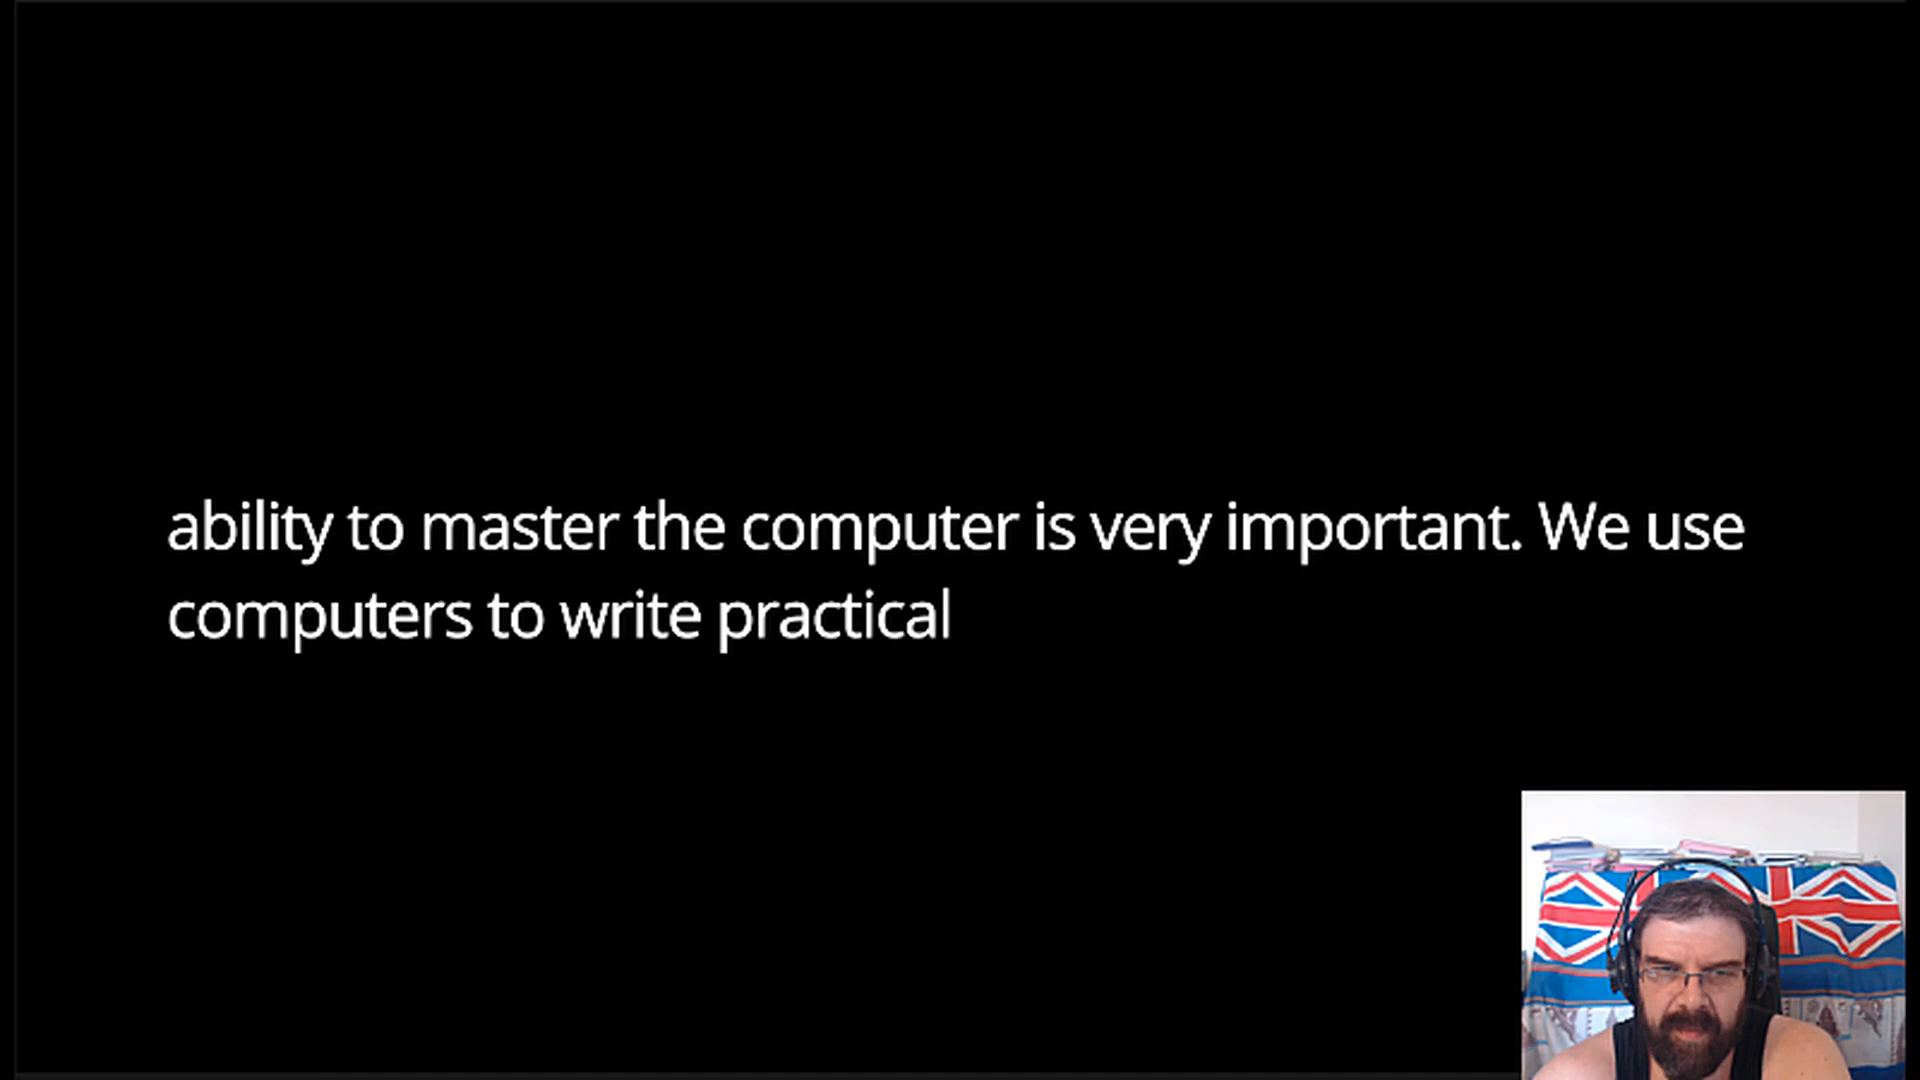 ability to master the computer is very important. We use
computers to write practical